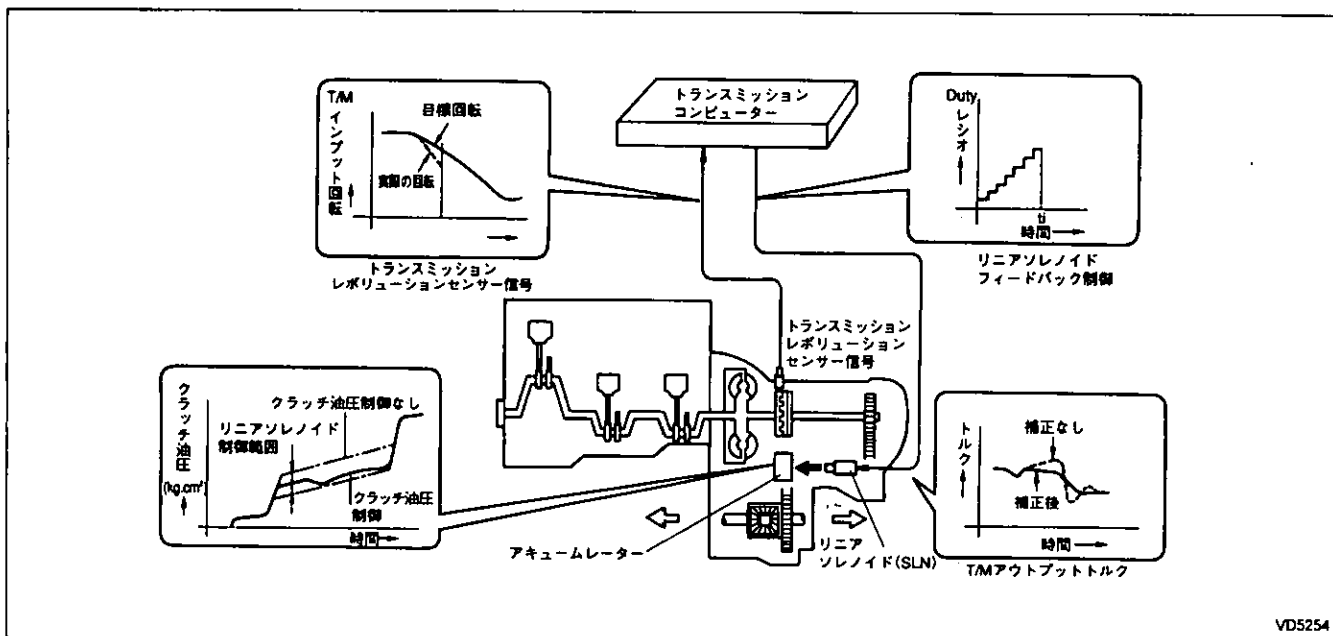 T/M
インプット回転
目標回転
実際の回転
トランスミッション
レボリューションセンサー信号
トランスミッション
コンピューター
Duty
レシオ
ti
時間
リニアソレノイド
フィードバック制御
クラッチ油圧
(kg.cm²)
クラッチ油圧制御なし
リニアソレノイド
制御範囲
クラッチ油圧
制御
時間
トランスミッション
レボリューション
センサー信号
アキュームレーター
リニア
ソレノイド(SLN)
トルク
補正なし
補正後
時間
T/Mアウトプットトルク
VD5254